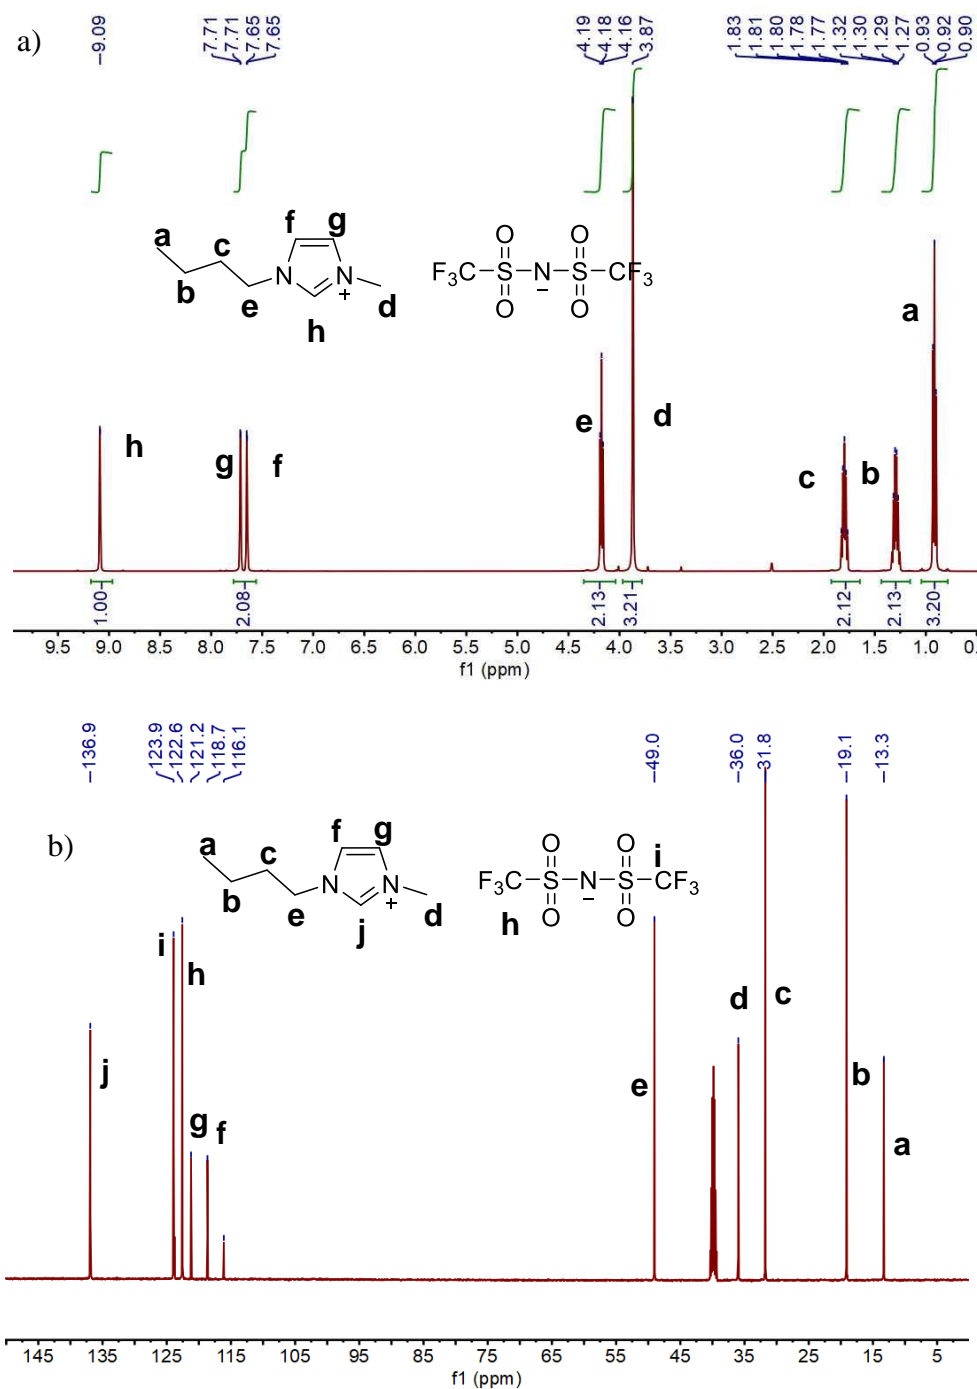 a)
9.09
7.71
7.71
7.65
7.65
4.19
4.18
4.16
3.87
1.83
1.81
1.80
1.78
1.77
1.32
1.30
1.29
1.27
0.93
0.92
0.90
a c f g
b e h d
N N +
F3C S N S CF3
O O O O −
h g f e d c b a
1.00 2.08 2.13 3.21 2.12 2.13 3.20
9.5 9.0 8.5 8.0 7.5 7.0 6.5 6.0 5.5 5.0 4.5 4.0 3.5 3.0 2.5 2.0 1.5 1.0 0.
f1 (ppm)
136.9
123.9
122.6
121.2
118.7
116.1
49.0
36.0
31.8
19.1
13.3
b)
a c f g
b e j d
N N +
F3C S N S CF3
O O O O −
h i
j i h g f e d c b a
145 135 125 115 105 95 85 75 65 55 45 35 25 15 5
f1 (ppm)